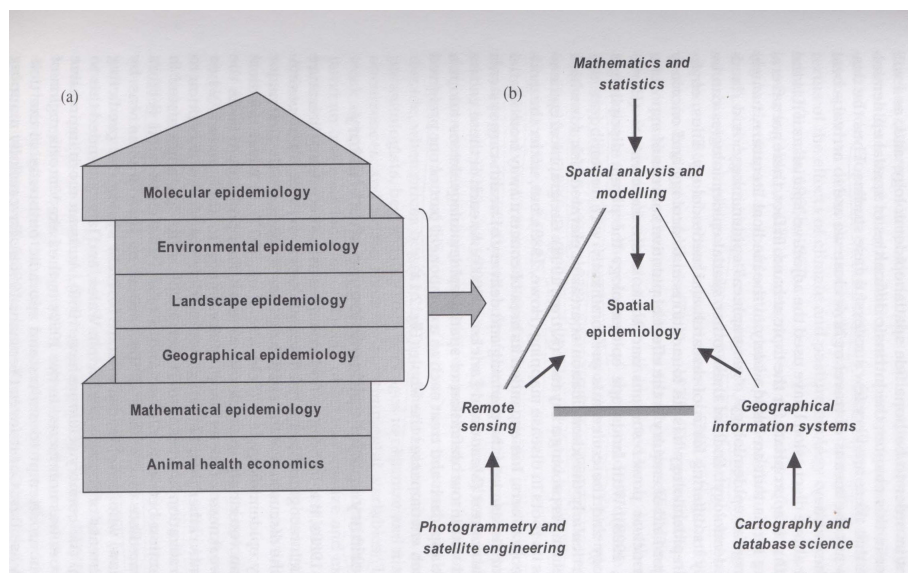 (a)
Molecular epidemiology
Environmental epidemiology
Landscape epidemiology
Geographical epidemiology
Mathematical epidemiology
Animal health economics
(b)
Mathematics and
statistics
Spatial analysis and
modelling
Spatial
epidemiology
Remote
sensing
Geographical
information systems
Photogrammetry and
satellite engineering
Cartography and
database science